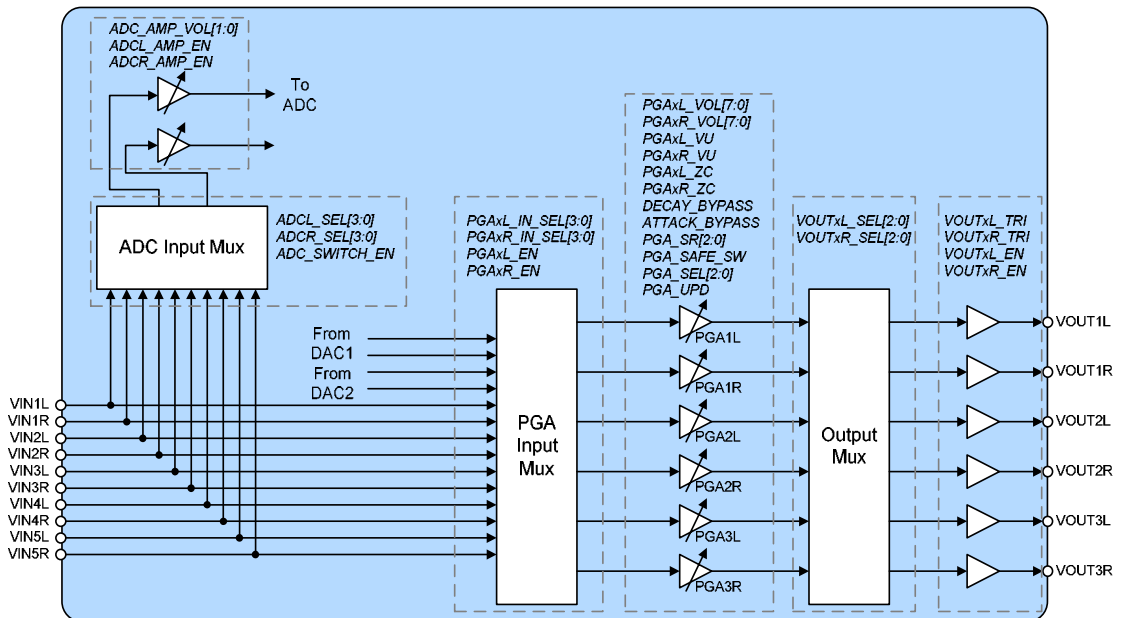 ADC_AMP_VOL[1:0]
ADCL_AMP_EN
ADCR_AMP_EN
To
ADC
ADC Input Mux
ADCL_SEL[3:0]
ADCR_SEL[3:0]
ADC_SWITCH_EN
PGAxL_IN_SEL[3:0]
PGAxR_IN_SEL[3:0]
PGAxL_EN
PGAxR_EN
PGAxL_VOL[7:0]
PGAxR_VOL[7:0]
PGAxL_VU
PGAxR_VU
PGAxL_ZC
PGAxR_ZC
DECAY_BYPASS
ATTACK_BYPASS
PGA_SR[2:0]
PGA_SAFE_SW
PGA_SEL[2:0]
PGA_UPD
VOUTxL_SEL[2:0]
VOUTxR_SEL[2:0]
VOUTxL_TRI
VOUTxR_TRI
VOUTxL_EN
VOUTxR_EN
From
DAC1
From
DAC2
VIN1L
VIN1R
VIN2L
VIN2R
VIN3L
VIN3R
VIN4L
VIN4R
VIN5L
VIN5R
PGA
Input
Mux
PGA1L
PGA1R
PGA2L
PGA2R
PGA3L
PGA3R
Output
Mux
VOUT1L
VOUT1R
VOUT2L
VOUT2R
VOUT3L
VOUT3R